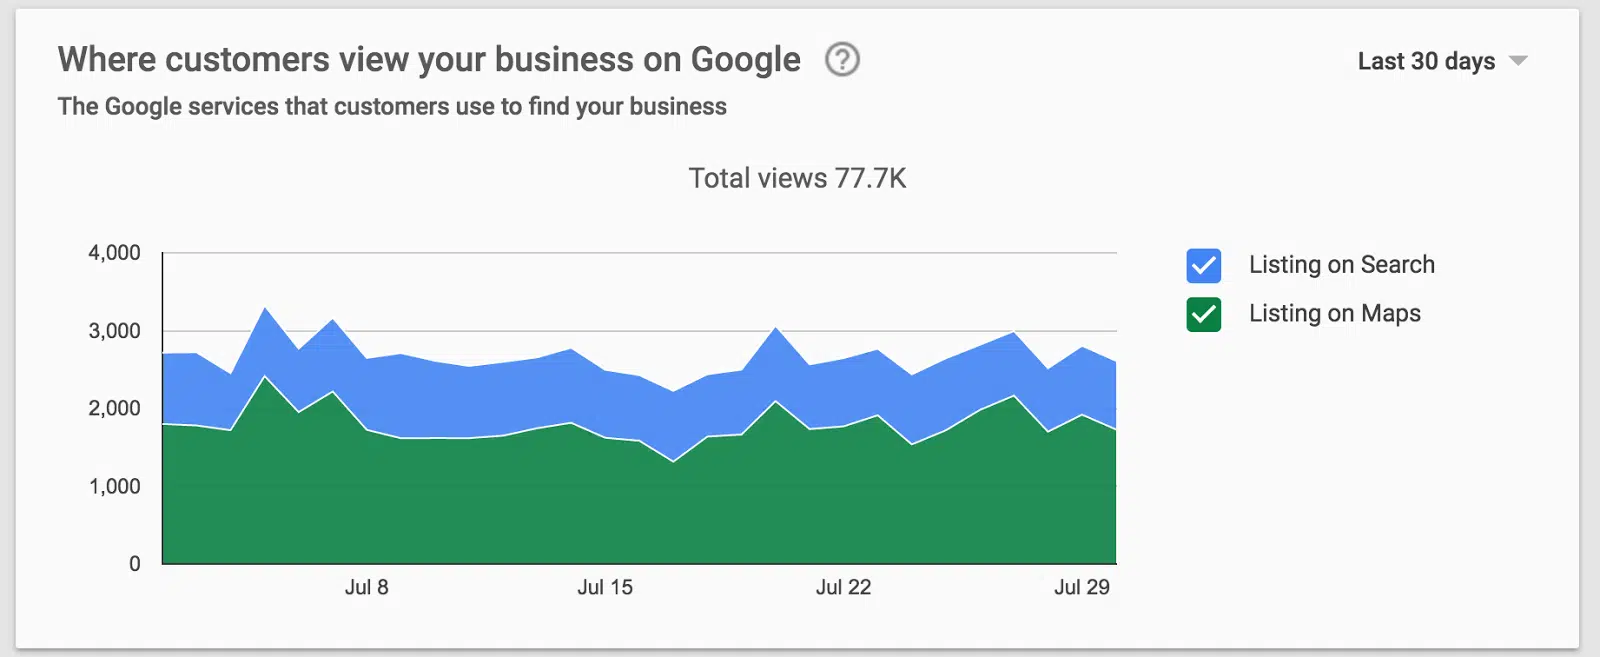 Where customers view your business on Google
Last 30 days
The Google services that customers use to find your business
Total views 77.7K
4,000
3,000
2,000
1,000
0
Jul 8
Jul 15
Jul 22
Jul 29
Listing on Search
Listing on Maps